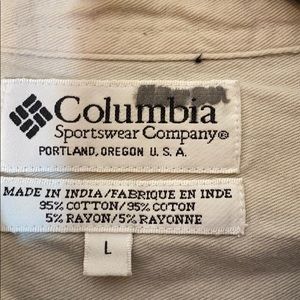 Columbia
Sportswear Company®
PORTLAND, OREGON U. S. A.
MADE IN INDIA/FABRIQUE EN INDE
95% COTTON/95% COTON
5% RAYON/5% RAYONNE
L